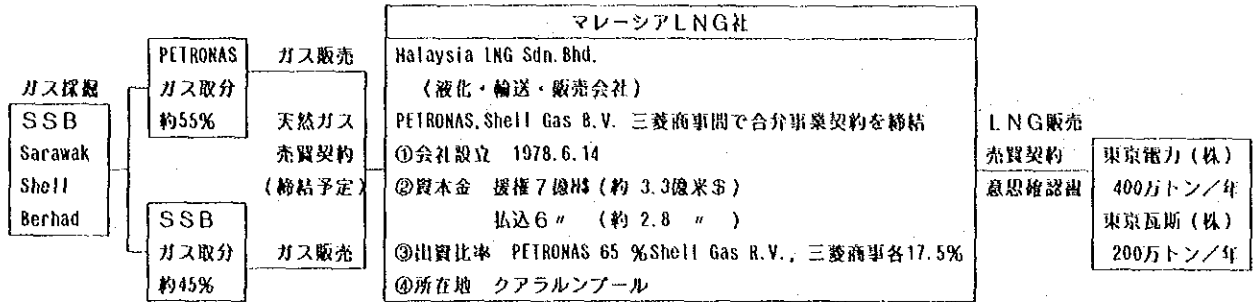 ガス採掘
SSB
Sarawak
Shell
Berhad
PETRONAS
ガス取分
約55%
SSB
ガス取分
約45%
ガス販売
天然ガス
売買契約
(締結予定)
ガス販売
マレーシアLNG社
Malaysia LNG Sdn.Bhd.
(液化・輸送・販売会社)
PETRONAS,Shell Gas B.V. 三菱商事間で合弁事業契約を締結
①会社設立 1978.6.14
②資本金 授権7億M$(約 3.3億米$)
払込6〃 (約 2.8 〃 )
③出資比率 PETRONAS 65 %Shell Gas B.V., 三菱商事各17.5%
④所在地 クアラルンプール
LNG販売
売買契約
意思確認書
東京電力(株)
400万トン/年
東京瓦斯(株)
200万トン/年